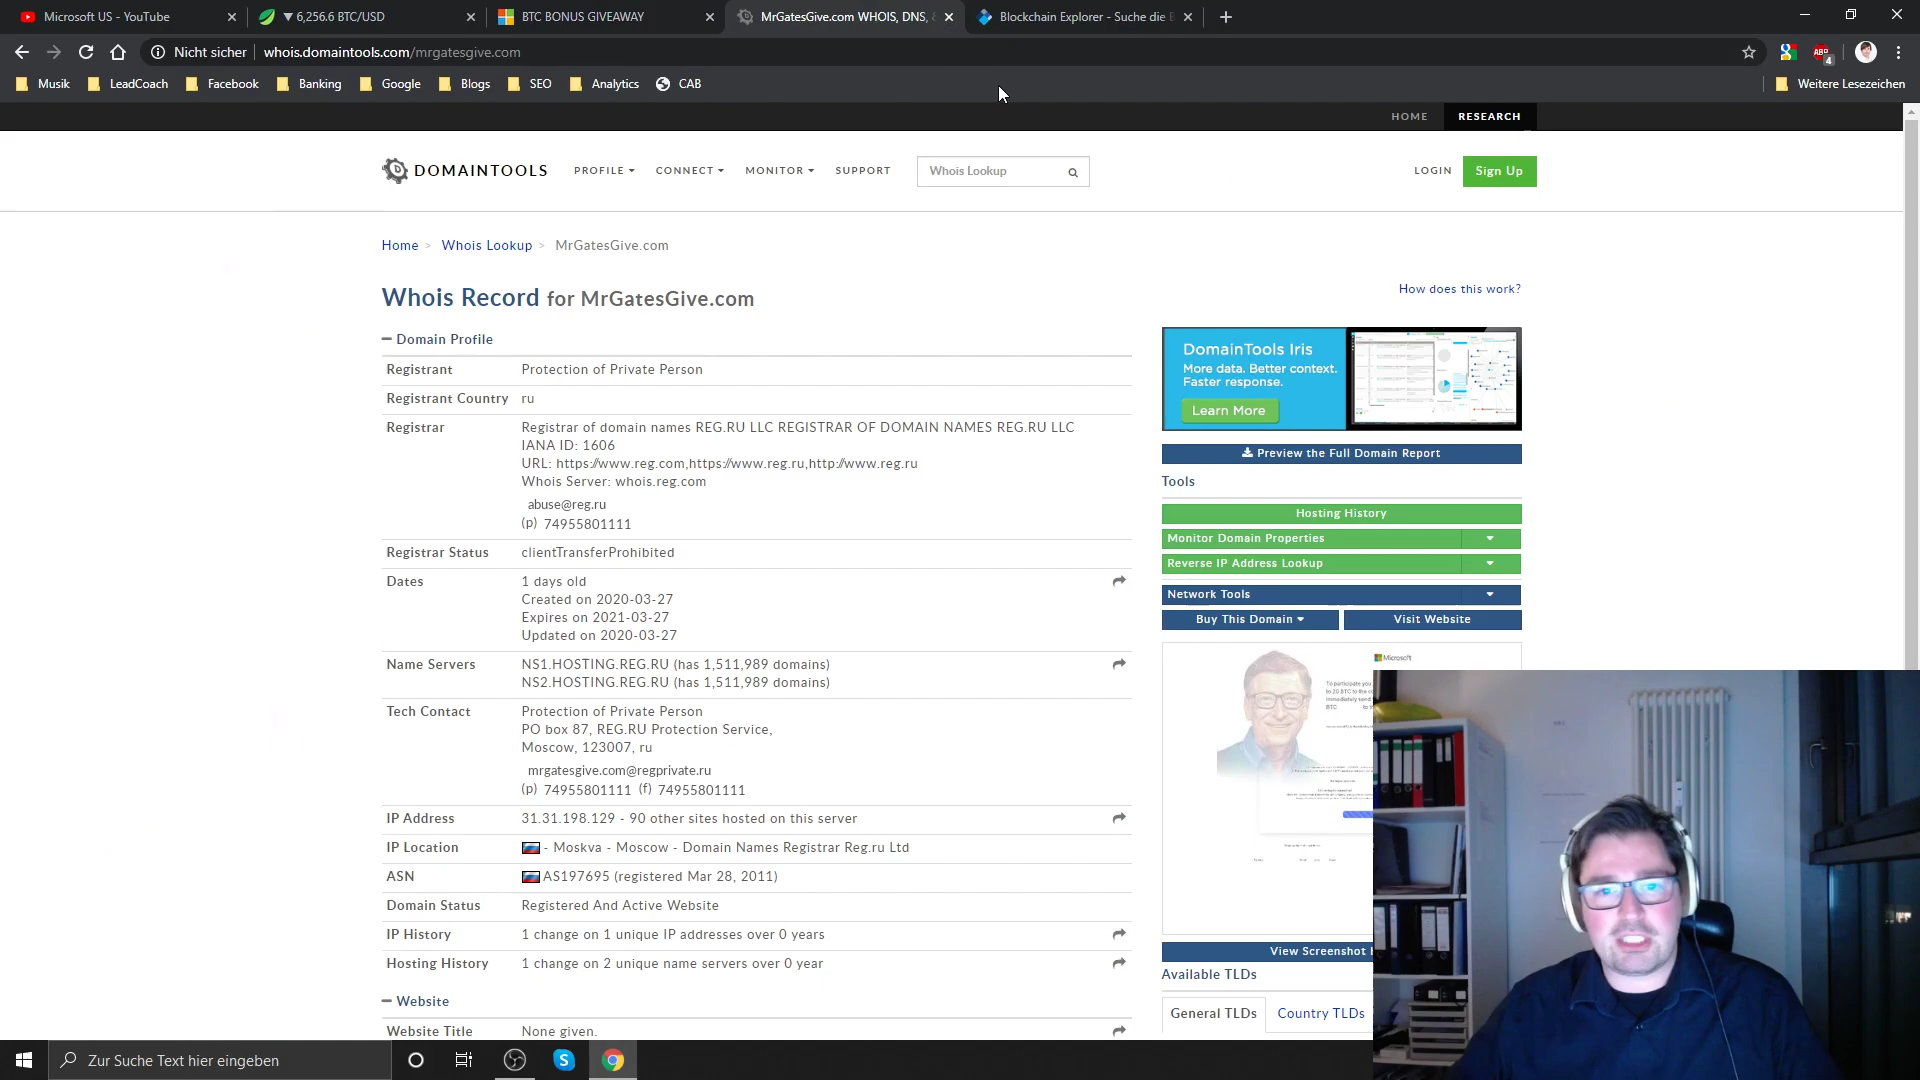 Microsoft US - YouTube
▼ 6,256.6 BTC/USD
BTC BONUS GIVEAWAY
MrGatesGive.com WHOIS, DNS,
Blockchain Explorer - Suche die B
Nicht sicher
whois.domaintools.com/mrgatesgive.com
ABP
4
Musik
LeadCoach
Facebook
Banking
Google
Blogs
SEO
Analytics
CAB
Weitere Lesezeichen
HOME
RESEARCH
DOMAINTOOLS
PROFILE
CONNECT
MONITOR
SUPPORT
Whois Lookup
LOGIN
Sign Up
Home > Whois Lookup > MrGatesGive.com
Whois Record for MrGatesGive.com
How does this work?
Domain Profile
Registrant Protection of Private Person
Registrant Country ru
Registrar Registrar of domain names REG.RU LLC REGISTRAR OF DOMAIN NAMES REG.RU LLC
IANA ID: 1606
URL: https://www.reg.com,https://www.reg.ru,http://www.reg.ru
Whois Server: whois.reg.com
abuse@reg.ru
(p) 74955801111
Registrar Status clientTransferProhibited
Dates 1 days old
Created on 2020-03-27
Expires on 2021-03-27
Updated on 2020-03-27
Name Servers NS1.HOSTING.REG.RU (has 1,511,989 domains)
NS2.HOSTING.REG.RU (has 1,511,989 domains)
Tech Contact Protection of Private Person
PO box 87, REG.RU Protection Service,
Moscow, 123007, ru
mrgatesgive.com@regprivate.ru
(p) 74955801111 (f) 74955801111
IP Address 31.31.198.129 - 90 other sites hosted on this server
IP Location - Moskva - Moscow - Domain Names Registrar Reg.ru Ltd
ASN AS197695 (registered Mar 28, 2011)
Domain Status Registered And Active Website
IP History 1 change on 1 unique IP addresses over 0 years
Hosting History 1 change on 2 unique name servers over 0 year
Website
Website Title None given.
DomainTools Iris
More data. Better context.
Faster response.
Learn More
Preview the Full Domain Report
Tools
Hosting History
Monitor Domain Properties
Reverse IP Address Lookup
Network Tools
Buy This Domain
Visit Website
Microsoft
To participate you
to 20 BTC to the
immediately send
BTC
View Screenshot
Available TLDs
General TLDs
Country TLDs
Zur Suche Text hier eingeben